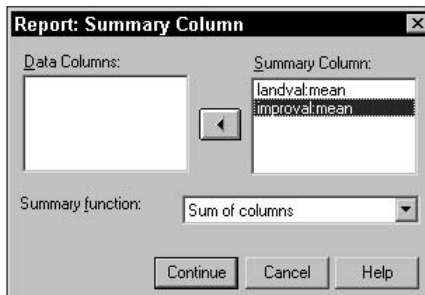 Report: Summary Column
Data Columns:
Summary Column:
landval:mean
improval:mean
Summary function:
Sum of columns
Continue
Cancel
Help